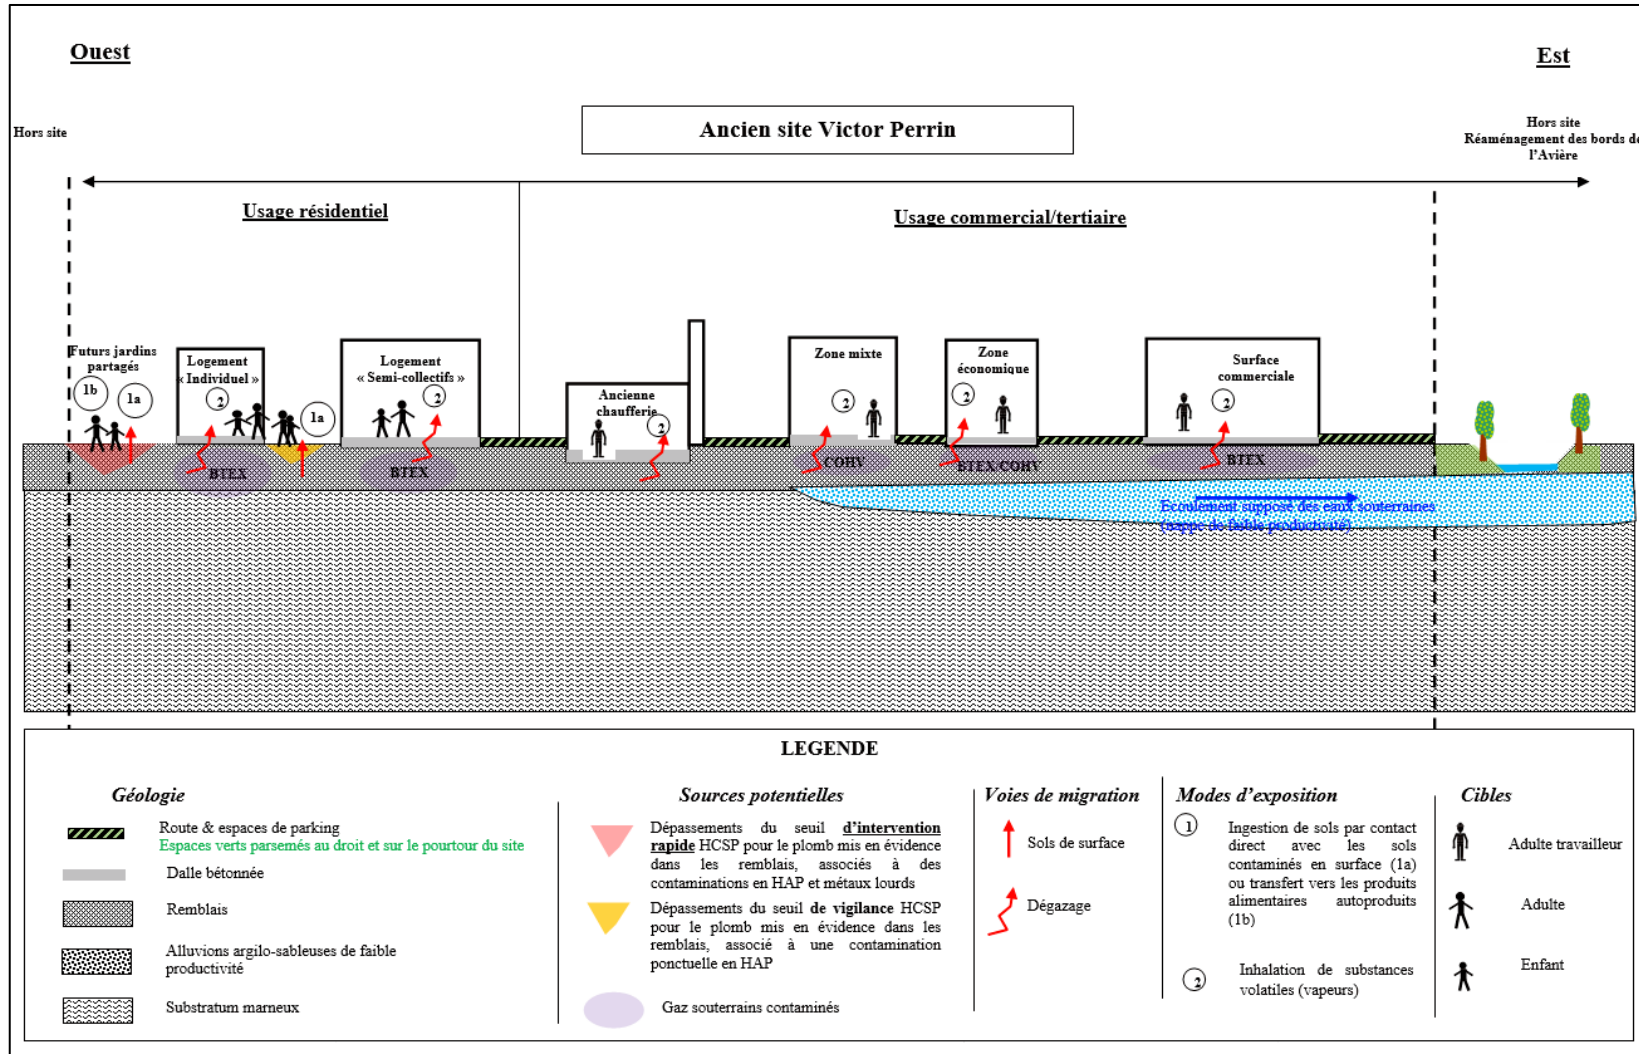 Ouest
Est
Ancien site Victor Perrin
Hors site
Hors site
Réaménagement des bords de
l'Avière
Usage résidentiel
Usage commercial/tertiaire
Futurs jardins
partagés
1b
1a
Logement
« Individuel »
2
1a
Logement
« Semi-collectifs »
2
Ancienne
chaufferie
2
Zone mixte
2
Zone
économique
2
Surface
commerciale
2
BTEX
BTEX
COHV
BTEX/COHV
BTEX
Ecoulement supposé des eaux souterraines
(nappe de faible productivité)
LEGENDE
Géologie
Route & espaces de parking
Espaces verts parsemés au droit et sur le pourtour du site
Dalle bétonnée
Remblais
Alluvions argilo-sableuses de faible
productivité
Substratum marneux
Sources potentielles
Dépassements du seuil d'intervention
rapide HCSP pour le plomb mis en évidence
dans les remblais, associés à des
contaminations en HAP et métaux lourds
Dépassements du seuil de vigilance HCSP
pour le plomb mis en évidence dans les
remblais, associé à une contamination
ponctuelle en HAP
Gaz souterrains contaminés
Voies de migration
Sols de surface
Dégazage
Modes d'exposition
1
Ingestion de sols par contact
direct avec les sols
contaminés en surface (1a)
ou transfert vers les produits
alimentaires autoproduits
(1b)
2
Inhalation de substances
volatiles (vapeurs)
Cibles
Adulte travailleur
Adulte
Enfant